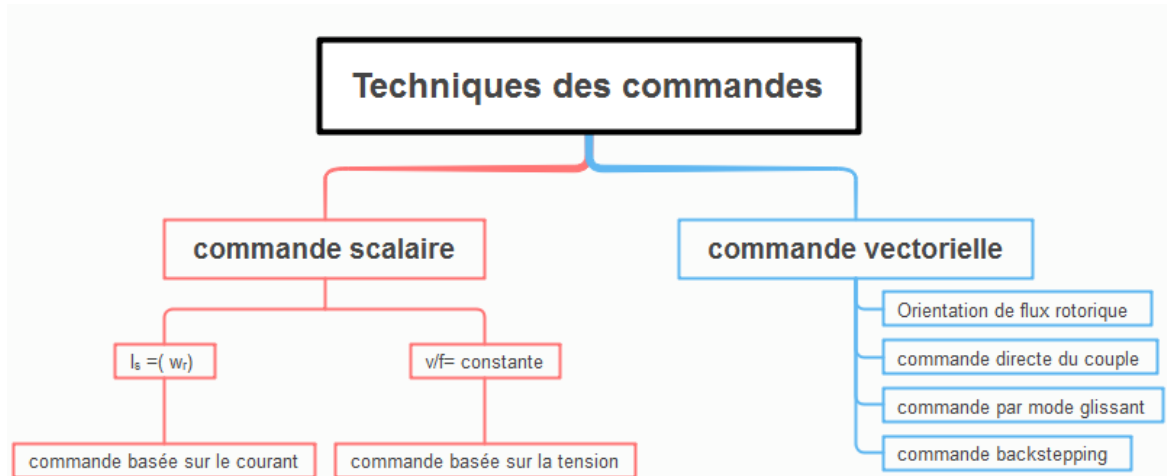 Techniques des commandes
commande scalaire
commande vectorielle
Iₛ =( wᵣ)
v/f= constante
commande basée sur le courant
commande basée sur la tension
Orientation de flux rotorique
commande directe du couple
commande par mode glissant
commande backstepping